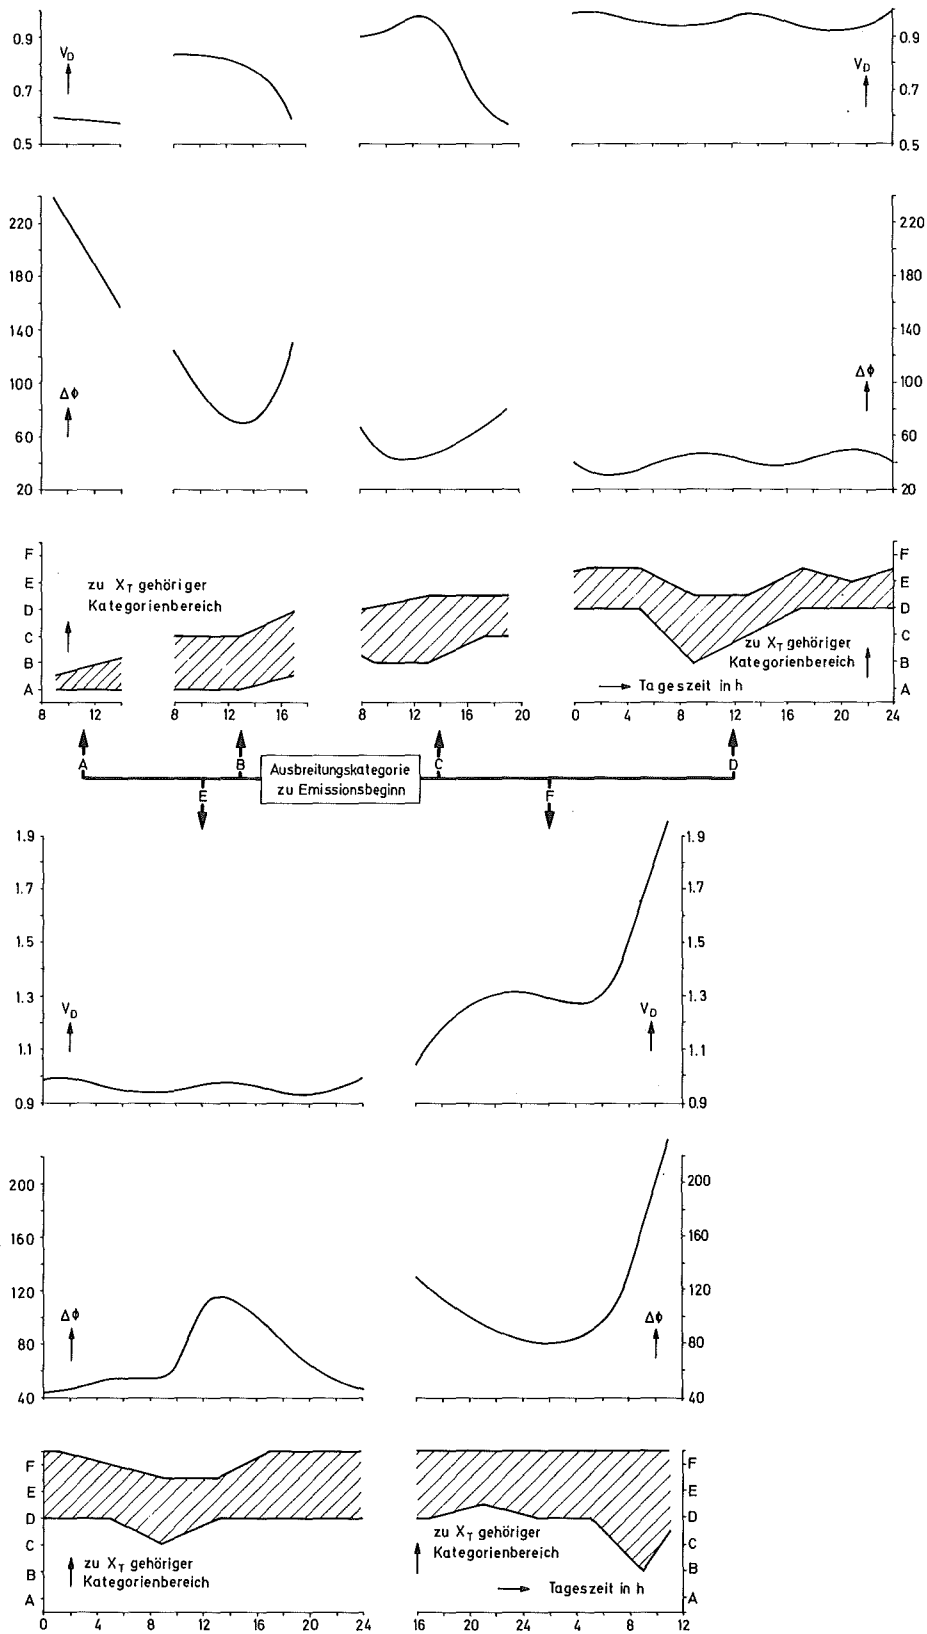 0.9 0.9
V_D V_D
0.7 0.7
0.5 0.5
220 220
180 180
140 140
ΔΦ
100 100
ΔΦ
60 60
20 20
F F
E zu X_T gehöriger E
Kategorienbereich
D D
C zu X_T gehöriger C
B Kategorienbereich B
A Tageszeit in h A
8 12 8 12 16 8 12 16 20 0 4 8 12 16 20 24
A B C D
Ausbreitungskategorie
zu Emissionsbeginn
E F
1.9 1.9
1.7 1.7
1.5 1.5
1.3 1.3
V_D V_D
1.1 1.1
0.9 0.9
200 200
160 160
120 120
ΔΦ ΔΦ
80 80
40 40
F F
E E
D D
zu X_T gehöriger
C C
Kategorienbereich
zu X_T gehöriger
B B
Kategorienbereich Tageszeit in h
A A
0 4 8 12 16 20 24 16 20 24 4 8 12